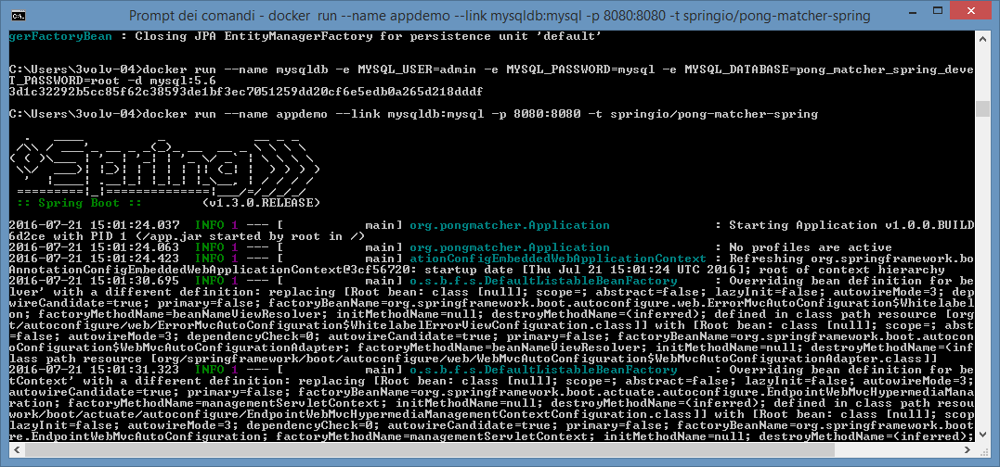 Prompt dei comandi - docker run --name appdemo --link mysqldb:mysql -p 8080:8080 -t springio/pong-matcher-spring
gerFactoryBean : Closing JPA EntityManagerFactory for persistence unit 'default'
C:\Users\3volv-04>docker run --name mysqldb -e MYSQL_USER=admin -e MYSQL_PASSWORD=mysql -e MYSQL_DATABASE=pong_matcher_spring_deve
T_PASSWORD=root -d mysql:5.6
3d1c32292b5cc85f62c38593de1bf3ec7051259dd20cf6e5edb0a265d218dddf
C:\Users\3volv-04>docker run --name appdemo --link mysqldb:mysql -p 8080:8080 -t springio/pong-matcher-spring
Spring
:: Spring Boot :: (v1.3.0.RELEASE)
2016-07-21 15:01:24.037 INFO 1 --- [ main] org.pongmatcher.Application : Starting Application v1.0.0.BUILD
6d2ce with PID 1 (/app.jar started by root in /)
2016-07-21 15:01:24.063 INFO 1 --- [ main] org.pongmatcher.Application : No profiles are active
2016-07-21 15:01:24.423 INFO 1 --- [ main] ationConfigEmbeddedWebApplicationContext : Refreshing org.springframework.bo
AnnotationConfigEmbeddedWebApplicationContext@3cf56720: startup date [Thu Jul 21 15:01:24 UTC 2016]; root of context hierarchy
2016-07-21 15:01:30.695 INFO 1 --- [ main] o.s.b.f.s.DefaultListableBeanFactory : Overriding bean definition for be
lver' with a different definition: replacing [Root bean: class [null]; scope=; abstract=false; lazyInit=false; autowireMode=3; dep
wireCandidate=true; primary=false; factoryBeanName=org.springframework.boot.autoconfigure.web.ErrorMvcAutoConfiguration$Whitelabel
on; factoryMethodName=beanNameViewResolver; initMethodName=null; destroyMethodName=(inferred); defined in class path resource [org
t/autoconfigure/web/ErrorMvcAutoConfiguration$WhitelabelErrorViewConfiguration.class]] with [Root bean: class [null]; scope=; abst
=false; autowireMode=3; dependencyCheck=0; autowireCandidate=true; primary=false; factoryBeanName=org.springframework.boot.autocon
oConfiguration$WebMvcAutoConfigurationAdapter; factoryMethodName=beanNameViewResolver; initMethodName=null; destroyMethodName=(inf
lass path resource [org/springframework/boot/autoconfigure/web/WebMvcAutoConfiguration$WebMvcAutoConfigurationAdapter.class]]
2016-07-21 15:01:31.323 INFO 1 --- [ main] o.s.b.f.s.DefaultListableBeanFactory : Overriding bean definition for be
tContext' with a different definition: replacing [Root bean: class [null]; scope=; abstract=false; lazyInit=false; autowireMode=3;
autowireCandidate=true; primary=false; factoryBeanName=org.springframework.boot.actuate.autoconfigure.EndpointWebMvcHypermediaMana
ration; factoryMethodName=managementServletContext; initMethodName=null; destroyMethodName=(inferred); defined in class path resou
work/boot/actuate/autoconfigure/EndpointWebMvcHypermediaManagementContextConfiguration.class]] with [Root bean: class [null]; scop
lazyInit=false; autowireMode=3; dependencyCheck=0; autowireCandidate=true; primary=false; factoryBeanName=org.springframework.boot
re.EndpointWebMvcAutoConfiguration; factoryMethodName=managementServletContext; initMethodName=null; destroyMethodName=(inferred);